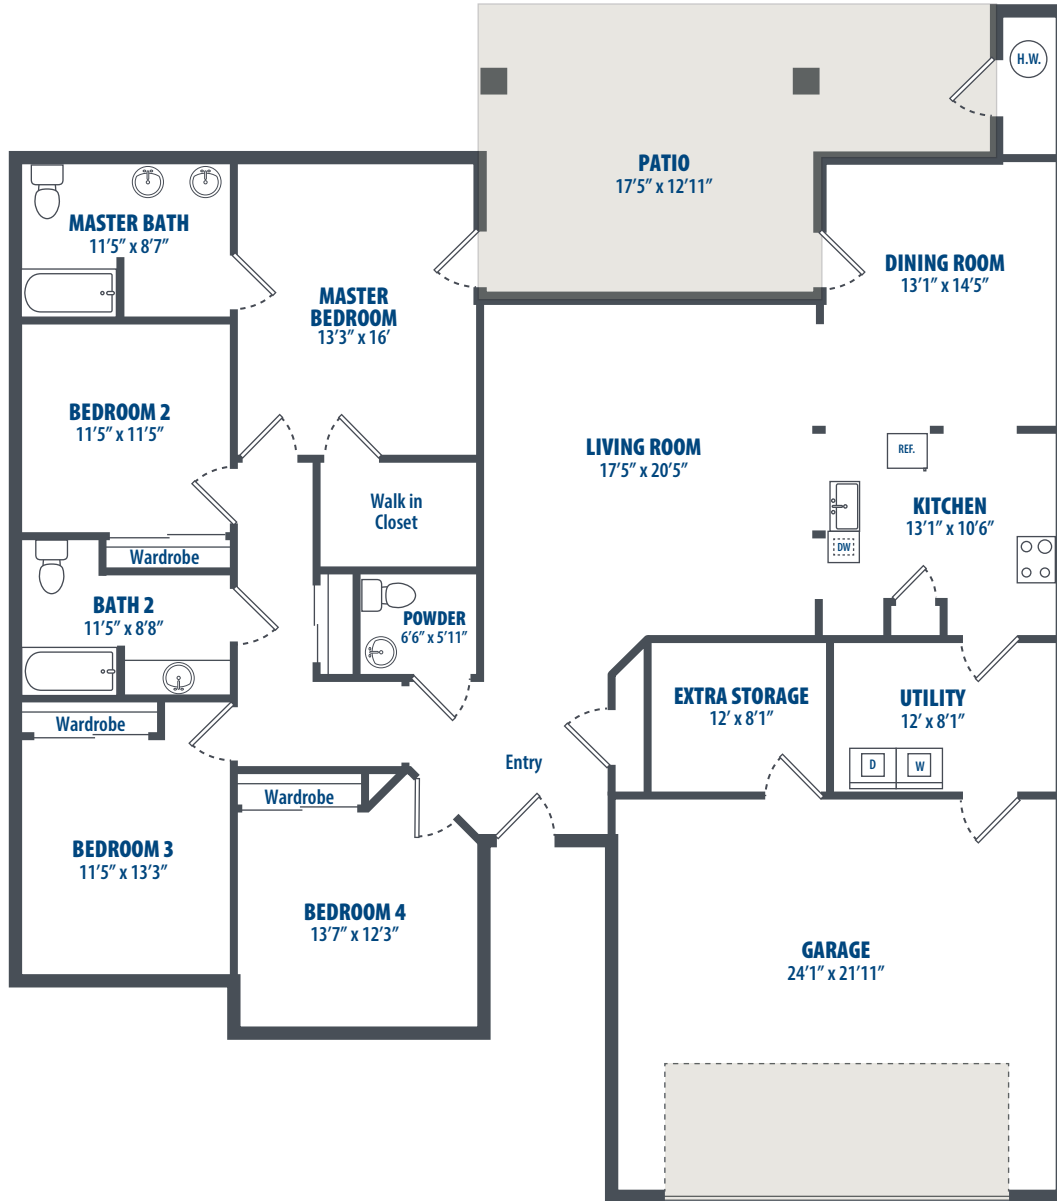 H.W.
PATIO
17'5" x 12'11"
MASTER BATH
11'5" x 8'7"
DINING ROOM
13'1" x 14'5"
MASTER
BEDROOM
13'3" x 16'
BEDROOM 2
11'5" x 11'5"
LIVING ROOM
17'5" x 20'5"
REF.
Walk in
Closet
KITCHEN
13'1" x 10'6"
DW
Wardrobe
BATH 2
11'5" x 8'8"
POWDER
6'6" x 5'11"
EXTRA STORAGE
12' x 8'1"
UTILITY
12' x 8'1"
Wardrobe
Entry
D
W
Wardrobe
BEDROOM 3
11'5" x 13'3"
BEDROOM 4
13'7" x 12'3"
GARAGE
24'1" x 21'11"